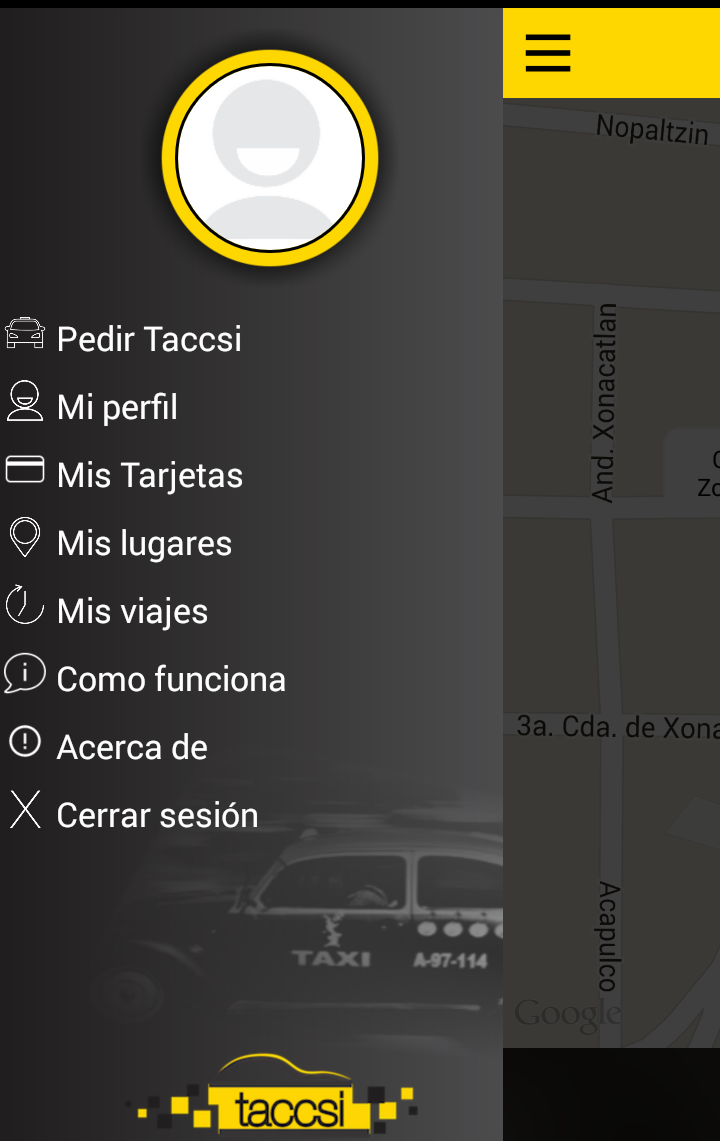 Pedir Taccsi
Mi perfil
Mis Tarjetas
Mis lugares
Mis viajes
Como funciona
Acerca de
Cerrar sesión
TAXI
A-97-114
taccsi
Nopaltzin
And. Xonacatlan
3a. Cda. de
Acapulco
Google